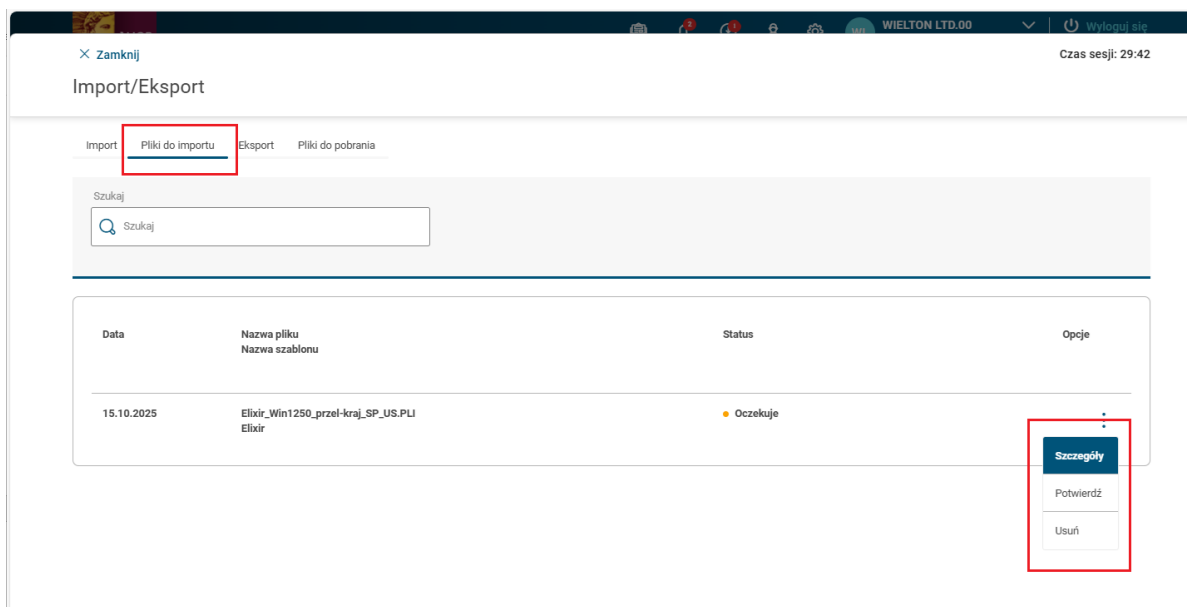 2
1
WIELTON LTD.00
Wyloguj się
Zamknij
Czas sesji: 29:42
Import/Eksport
Import
Pliki do importu
Eksport
Pliki do pobrania
Szukaj
Szukaj
Data
Nazwa pliku
Nazwa szablonu
Status
Opcje
15.10.2025
Elixir_Win1250_przel-kraj_SP_US.PLI
Elixir
Oczekuje
Szczegóły
Potwierdź
Usuń